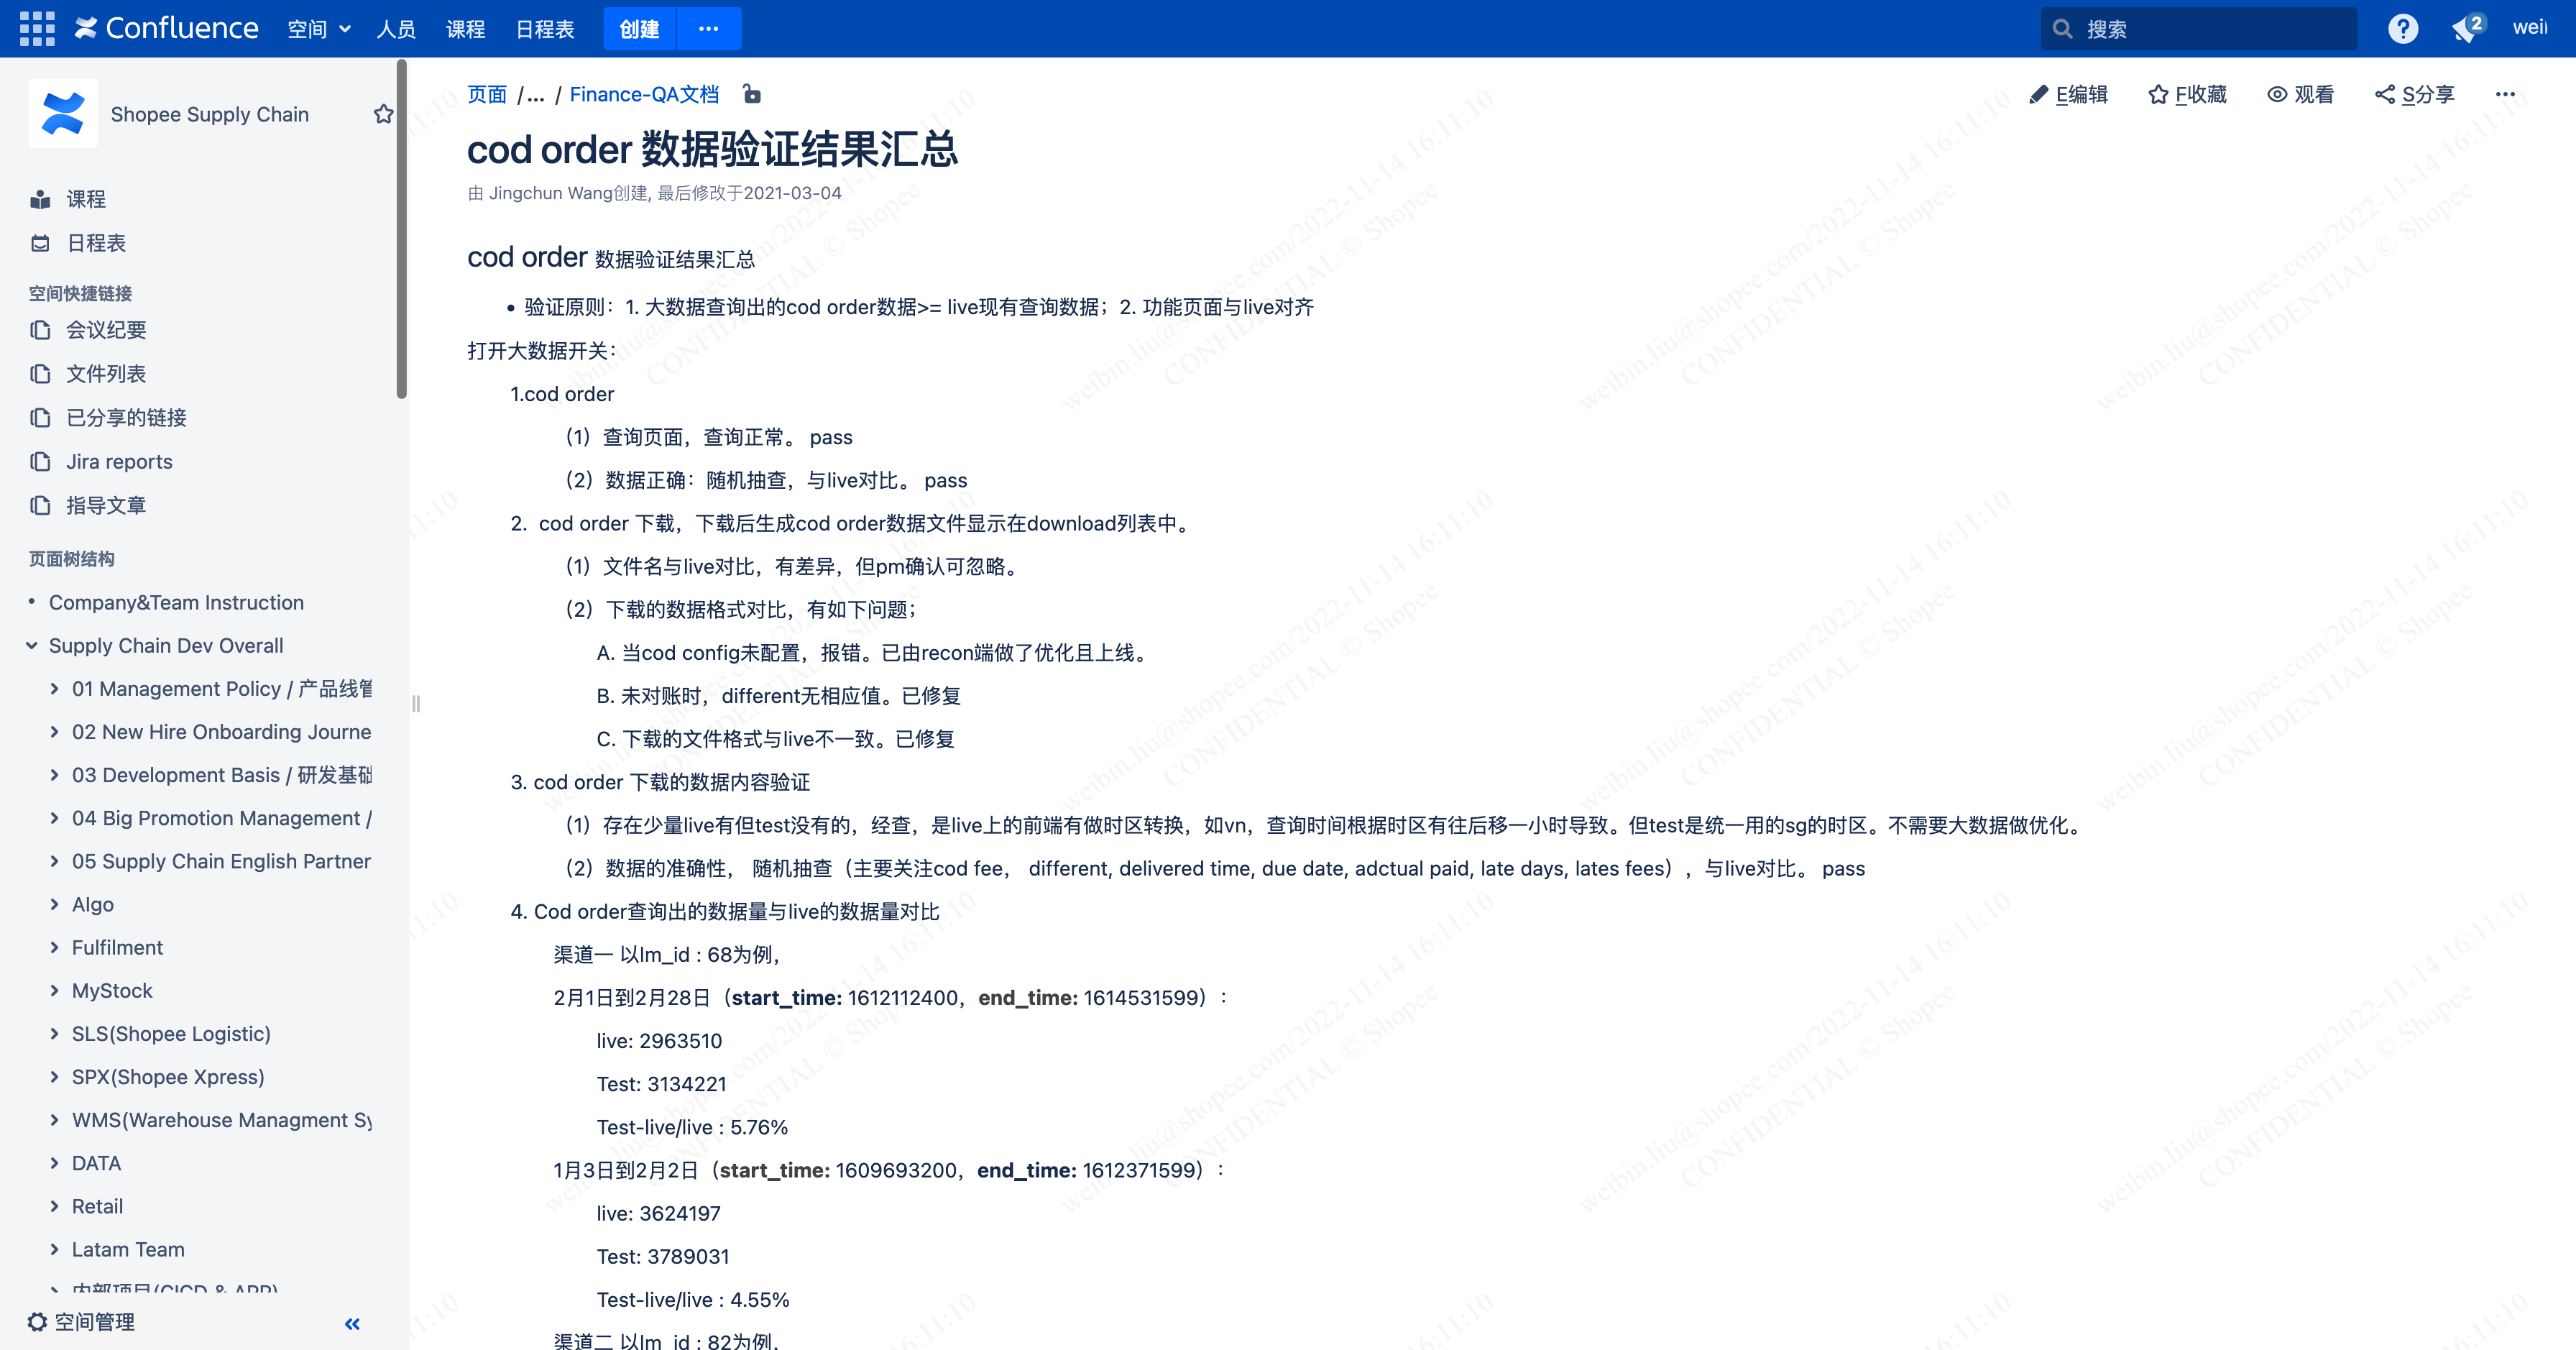 Confluence 空间 人员 课程 日程表 创建 ··· 搜索 2
Shopee Supply Chain
课程
日程表
空间快捷链接
会议纪要
文件列表
已分享的链接
Jira reports
指导文章
页面树结构
• Company&Team Instruction
Supply Chain Dev Overall
01 Management Policy / 产品线管
02 New Hire Onboarding Journe
03 Development Basis / 研发基础
04 Big Promotion Management /
05 Supply Chain English Partner
Algo
Fulfilment
MyStock
SLS(Shopee Logistic)
SPX(Shopee Xpress)
WMS(Warehouse Managment Sy
DATA
Retail
Latam Team
内部项目(CICD & APP)
空间管理 «
页面 /... / Finance-QA文档
E编辑 F收藏 观看 S分享 ···
cod order 数据验证结果汇总
由 Jingchun Wang创建, 最后修改于2021-03-04
cod order 数据验证结果汇总
• 验证原则：1. 大数据查询出的cod order数据>= live现有查询数据；2. 功能页面与live对齐
打开大数据开关：
1.cod order
（1）查询页面，查询正常。 pass
（2）数据正确：随机抽查，与live对比。 pass
2. cod order 下载，下载后生成cod order数据文件显示在download列表中。
（1）文件名与live对比，有差异，但pm确认可忽略。
（2）下载的数据格式对比，有如下问题；
A. 当cod config未配置，报错。已由recon端做了优化且上线。
B. 未对账时，different无相应值。已修复
C. 下载的文件格式与live不一致。已修复
3. cod order 下载的数据内容验证
（1）存在少量live有但test没有的，经查，是live上的前端有做时区转换，如vn，查询时间根据时区有往后移一小时导致。但test是统一用的sg的时区。不需要大数据做优化。
（2）数据的准确性， 随机抽查（主要关注cod fee， different, delivered time, due date, adctual paid, late days, lates fees），与live对比。 pass
4. Cod order查询出的数据量与live的数据量对比
渠道一 以lm_id : 68为例，
2月1日到2月28日（start_time: 1612112400，end_time: 1614531599）：
live: 2963510
Test: 3134221
Test-live/live : 5.76%
1月3日到2月2日（start_time: 1609693200，end_time: 1612371599）：
live: 3624197
Test: 3789031
Test-live/live : 4.55%
渠道二 以lm_id : 82为例，
weibin.liu@shopee.com/2022-11-14 16:11:10
CONFIDENTIAL © Shopee